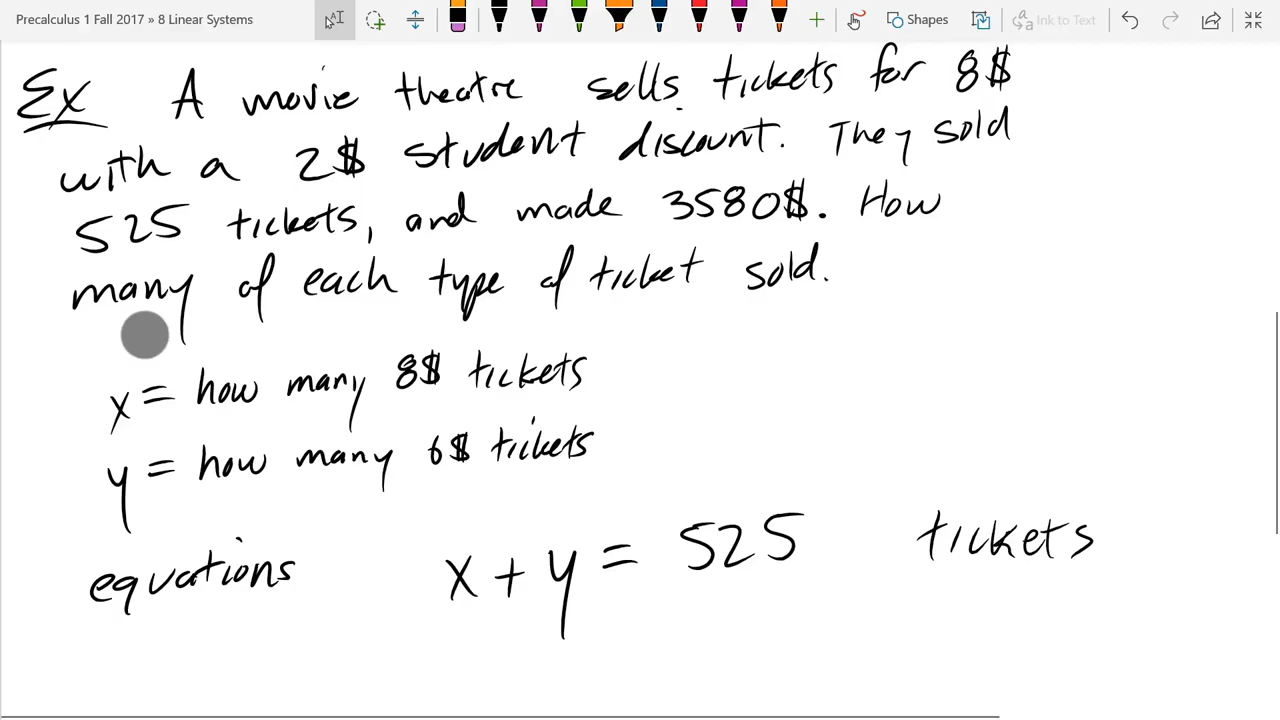 Precalculus 1 Fall 2017 » 8 Linear Systems
Shapes
Ink to Text
Ex A movie theatre sells tickets for 8$
with a 2$ student discount. They sold
525 tickets, and made 3580$. How
many of each type of ticket sold.
x = how many 8$ tickets
y = how many 6$ tickets
equations x + y = 525 tickets